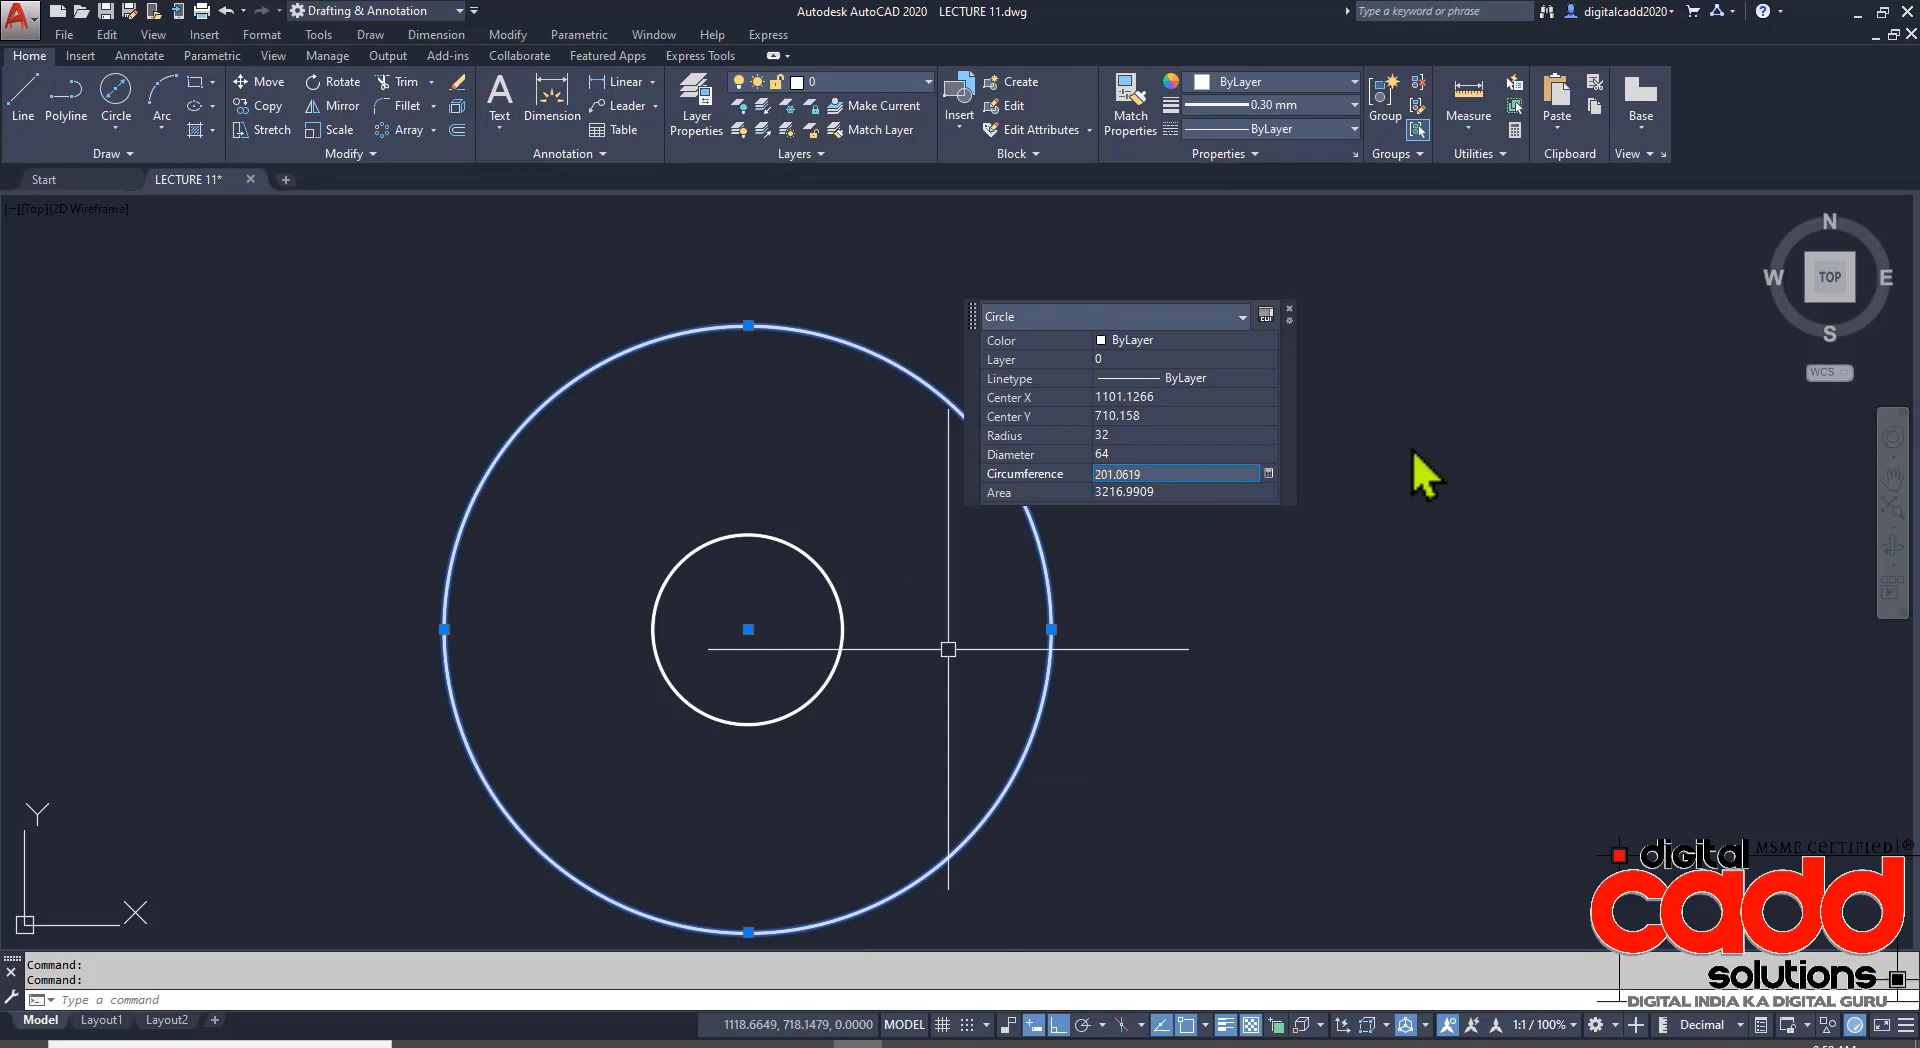 Drafting & Annotation
Autodesk AutoCAD 2020 LECTURE 11.dwg
Type a keyword or phrase
digitalcadd2020
File Edit View Insert Format Tools Draw Dimension Modify Parametric Window Help Express
Home Insert Annotate Parametric View Manage Output Add-ins Collaborate Featured Apps Express Tools
Line Polyline Circle Arc
Move Rotate Trim
Copy Mirror Fillet
Stretch Scale Array
Text Dimension
Linear
Leader
Table
Layer Properties
0
Make Current
Match Layer
Insert
Create
Edit
Edit Attributes
Match Properties
ByLayer
0.30 mm
ByLayer
Group
Measure
Paste
Base
Draw Modify Annotation Layers Block Properties Groups Utilities Clipboard View
Start LECTURE 11*
[−][Top][2D Wireframe]
N
W TOP E
S
WCS
Circle
CUI
Color ByLayer
Layer 0
Linetype ByLayer
Center X 1101.1266
Center Y 710.158
Radius 32
Diameter 64
Circumference 201.0619
Area 3216.9909
Y
X
digital MSME CERTIFIED ®
cadd
solutions
DIGITAL INDIA KA DIGITAL GURU
Command:
Command:
Type a command
Model Layout1 Layout2 +
1118.6649, 718.1479, 0.0000 MODEL 1:1 / 100% Decimal